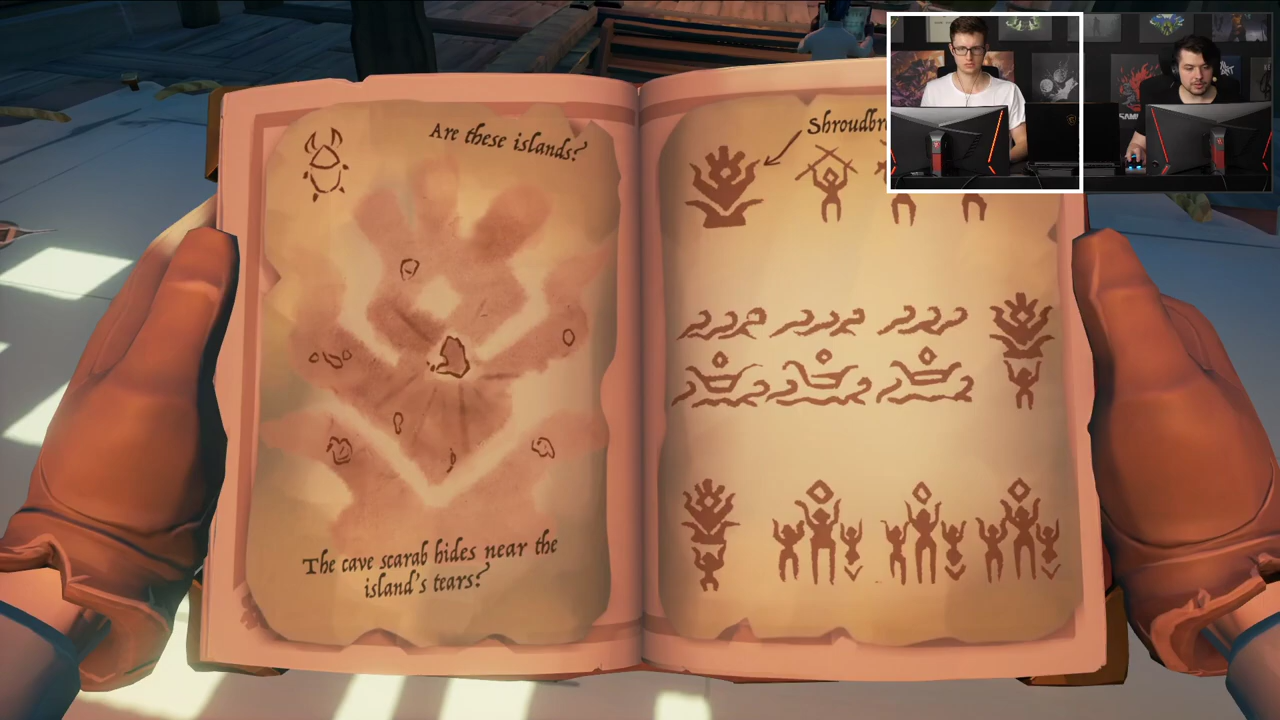 Are these islands?
The cave scarab hides near the
island's tears?